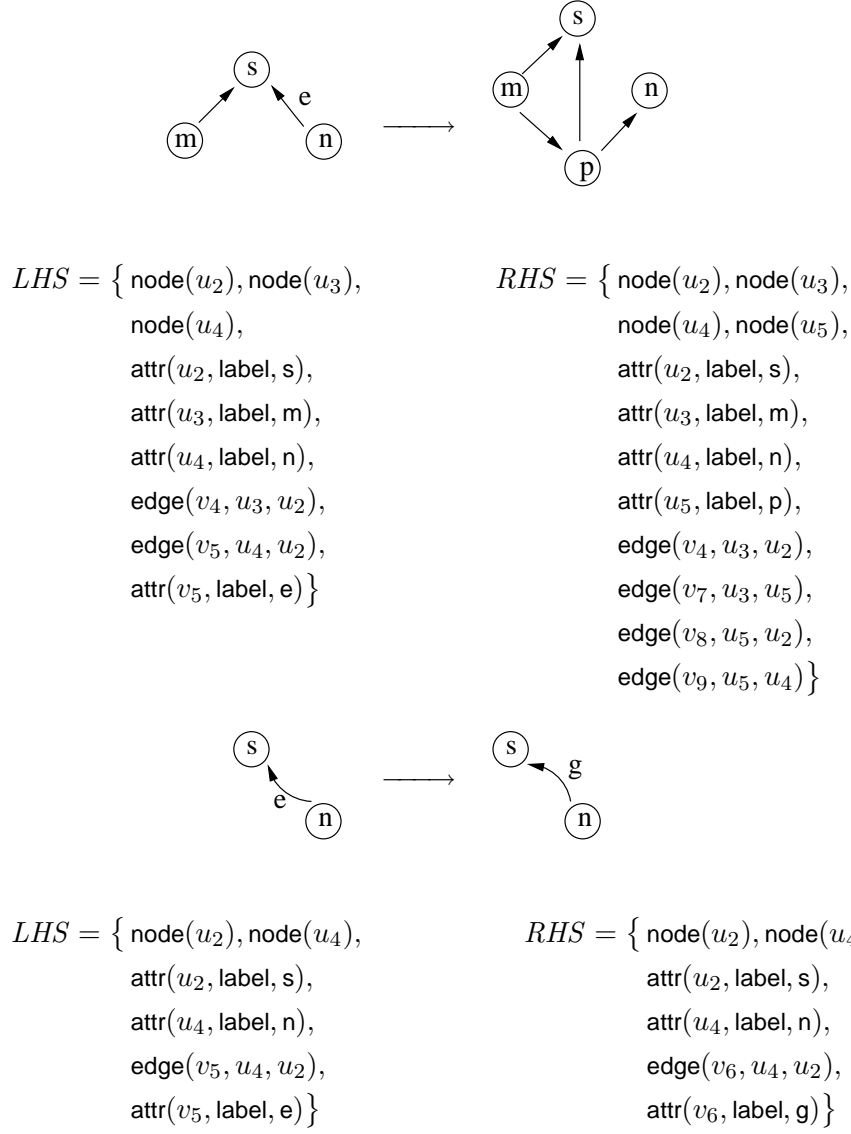 s
s
m
e
n
m
n
p
LHS = { node(u₂), node(u₃),
node(u₄),
attr(u₂, label, s),
attr(u₃, label, m),
attr(u₄, label, n),
edge(v₄, u₃, u₂),
edge(v₅, u₄, u₂),
attr(v₅, label, e)}
RHS = { node(u₂), node(u₃),
node(u₄), node(u₅),
attr(u₂, label, s),
attr(u₃, label, m),
attr(u₄, label, n),
attr(u₅, label, p),
edge(v₄, u₃, u₂),
edge(v₇, u₃, u₅),
edge(v₈, u₅, u₂),
edge(v₉, u₅, u₄)}
s
e
n
s
g
n
LHS = { node(u₂), node(u₄),
attr(u₂, label, s),
attr(u₄, label, n),
edge(v₅, u₄, u₂),
attr(v₅, label, e)}
RHS = { node(u₂), node(u₄
attr(u₂, label, s),
attr(u₄, label, n),
edge(v₆, u₄, u₂),
attr(v₆, label, g)}